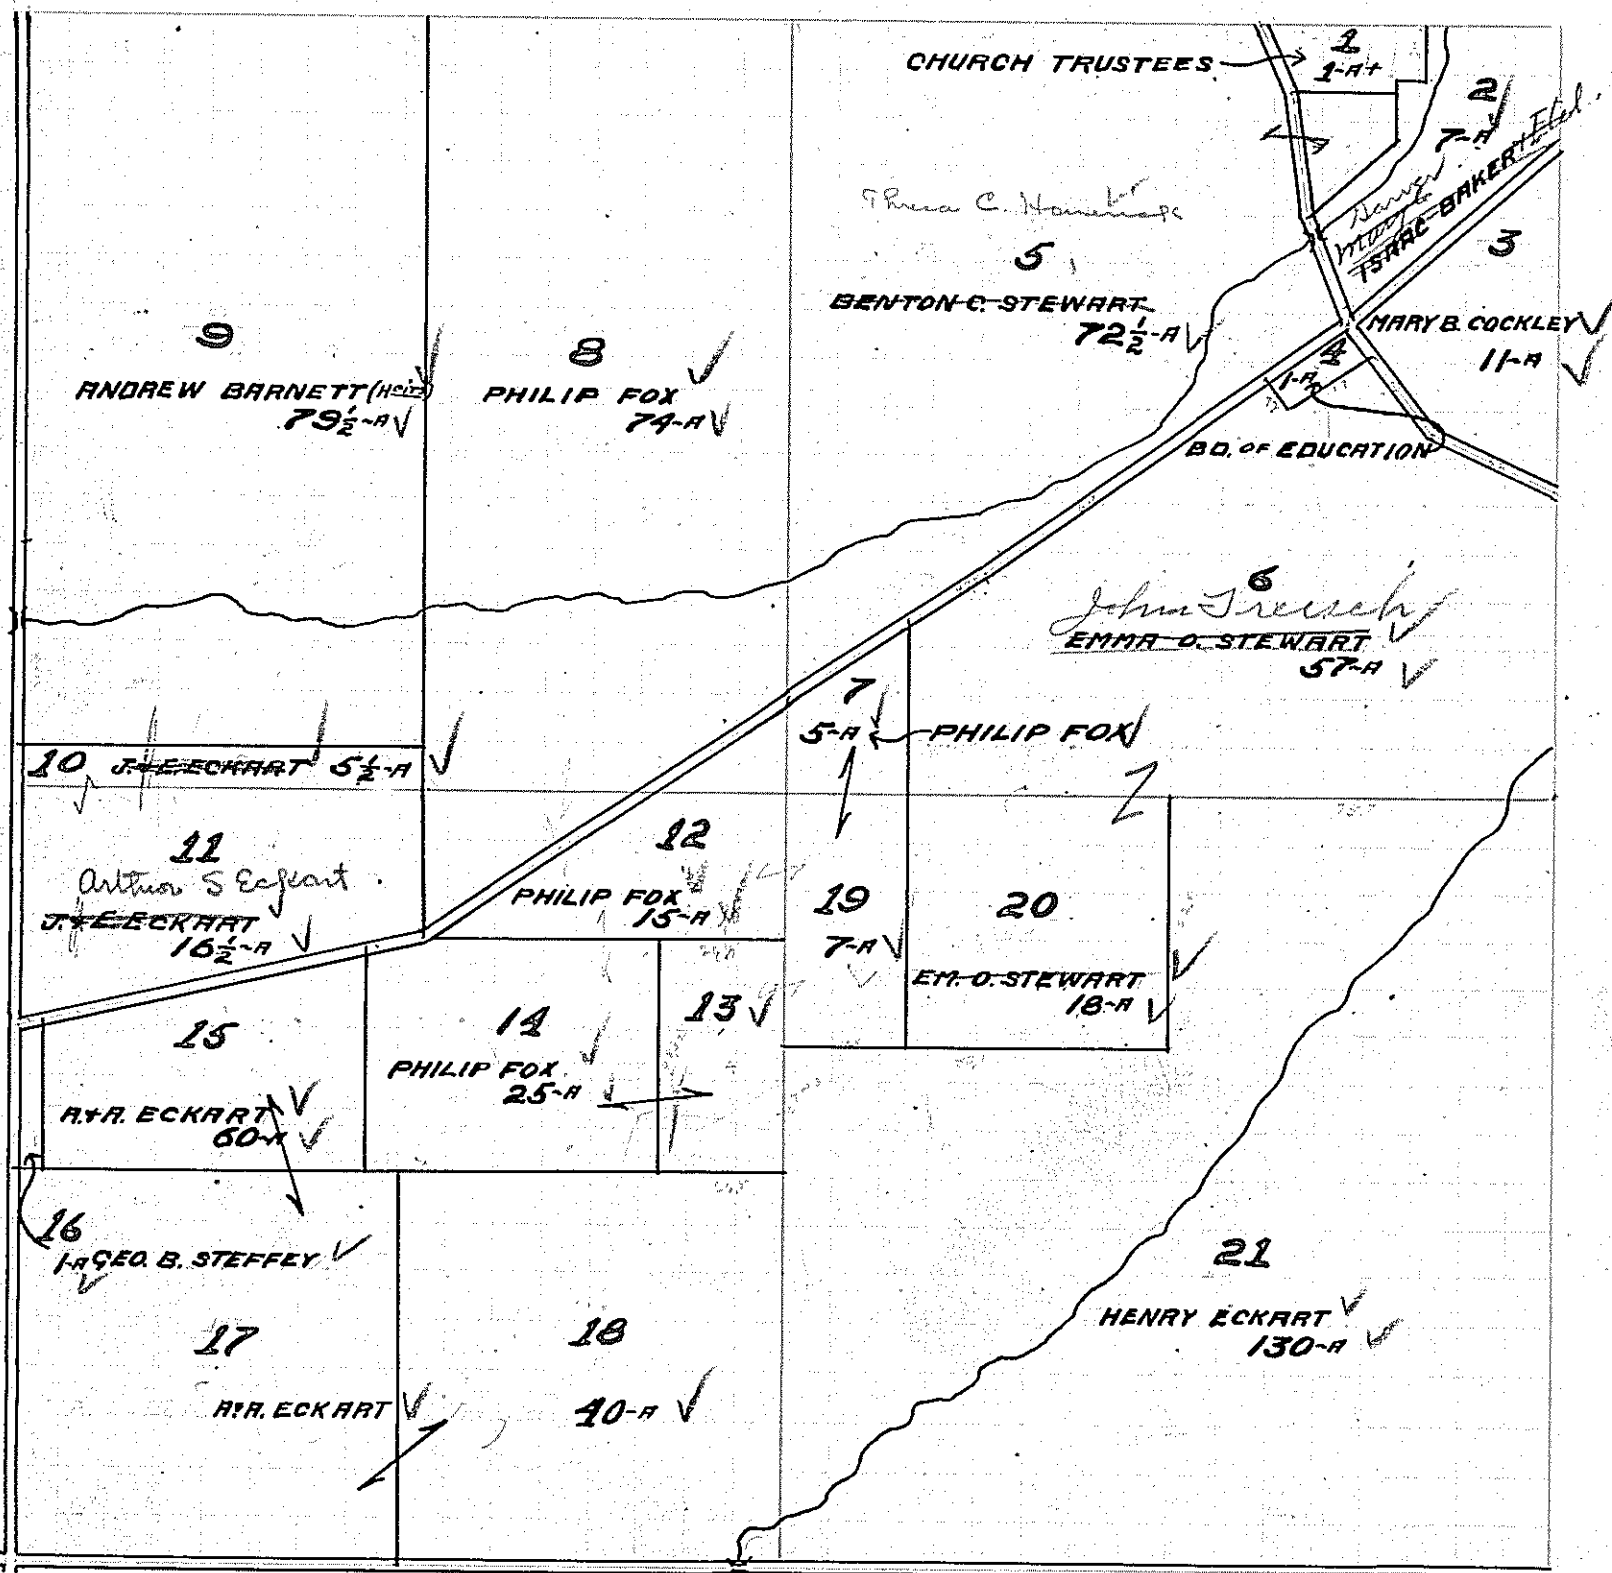 CHURCH TRUSTEES
1
1-A+
2
7-A
Mary
ISAAC BAKER
3
MARY B. COCKLEY
11-A
4
1-A
BD. OF EDUCATION
C.
5
BENTON C. STEWART
72½-A
9
ANDREW BARNETT (Heirs)
79½-A
8
PHILIP FOX
74-A
6
John Treisch
EMMA O. STEWART
57-A
7
5-A
PHILIP FOX
10 J.&E. ECKART 5½-A
11
Arthur S Eckart
J.&E. ECKART
16½-A
12
PHILIP FOX
15-A
19
7-A
20
EM. O. STEWART
18-A
13
14
PHILIP FOX
25-A
15
A.&A. ECKART
60-A
16
1-A GEO. B. STEFFEY
17
A&A. ECKART
18
40-A
21
HENRY ECKART
130-A